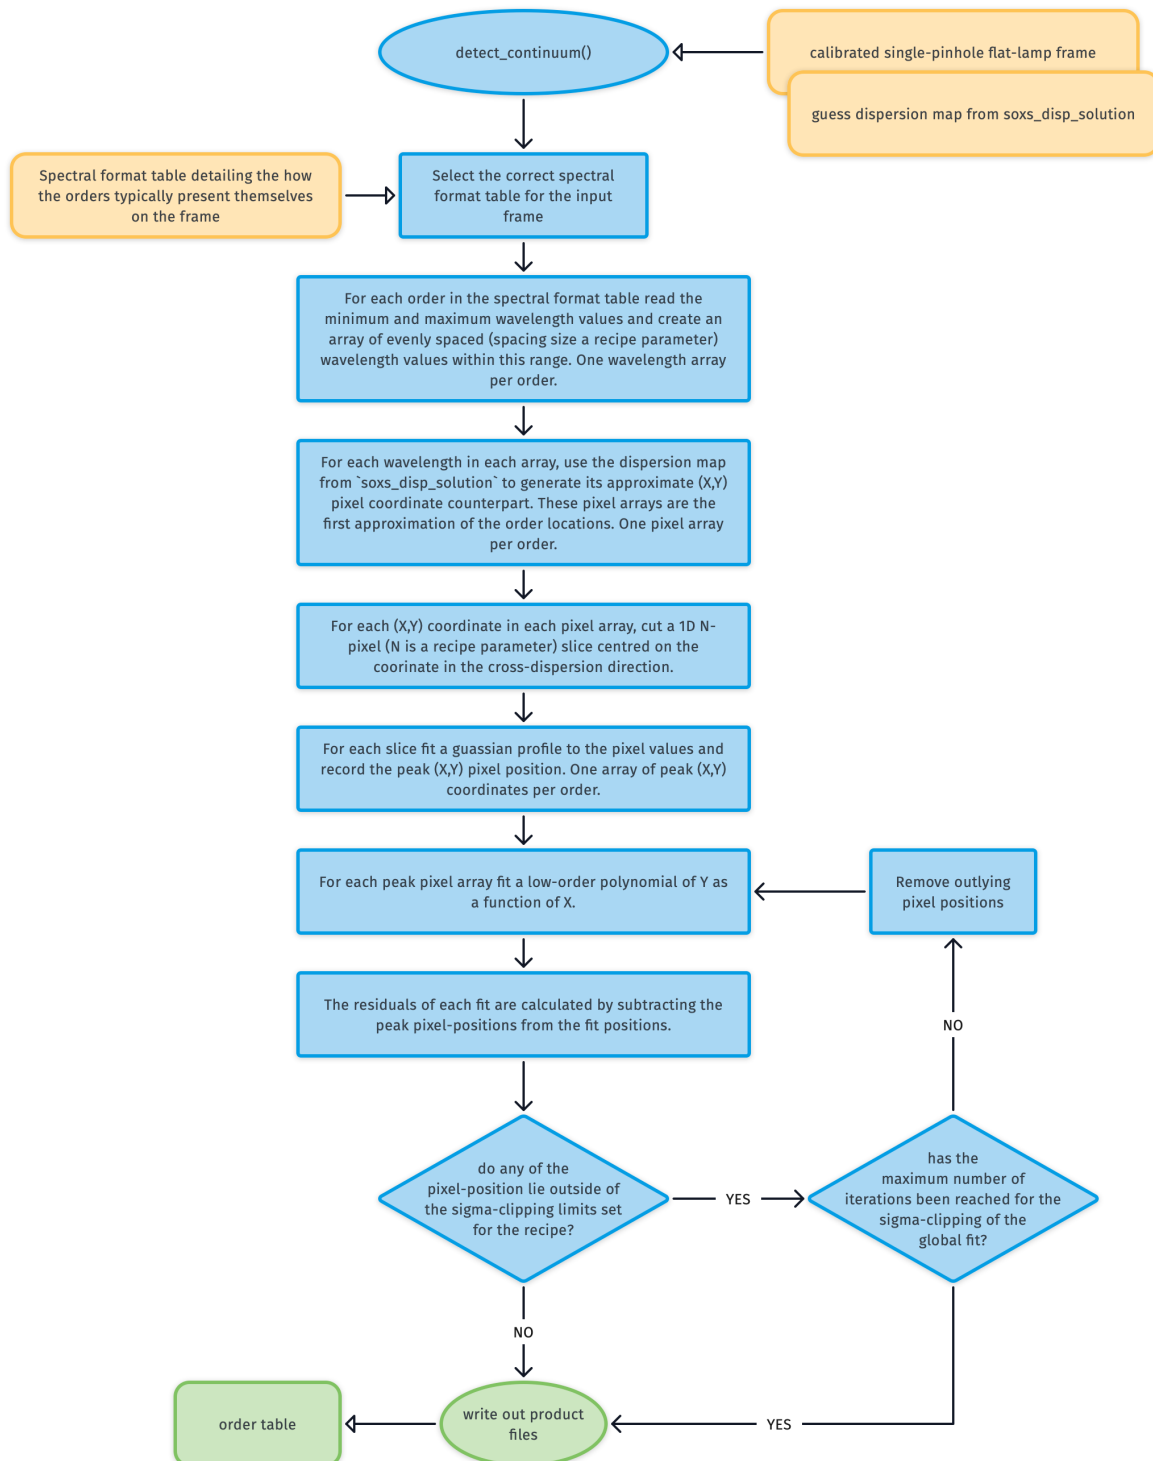 detect_continuum()
calibrated single-pinhole flat-lamp frame
guess dispersion map from soxs_disp_solution
Spectral format table detailing the how
the orders typically present themselves
on the frame
Select the correct spectral
format table for the input
frame
For each order in the spectral format table read the
minimum and maximum wavelength values and create an
array of evenly spaced (spacing size a recipe parameter)
wavelength values within this range. One wavelength array
per order.
For each wavelength in each array, use the dispersion map
from `soxs_disp_solution` to generate its approximate (X,Y)
pixel coordinate counterpart. These pixel arrays are the
first approximation of the order locations. One pixel array
per order.
For each (X,Y) coordinate in each pixel array, cut a 1D N-
pixel (N is a recipe parameter) slice centred on the
coorinate in the cross-dispersion direction.
For each slice fit a guassian profile to the pixel values and
record the peak (X,Y) pixel position. One array of peak (X,Y)
coordinates per order.
For each peak pixel array fit a low-order polynomial of Y as
a function of X.
Remove outlying
pixel positions
The residuals of each fit are calculated by subtracting the
peak pixel-positions from the fit positions.
NO
do any of the
pixel-position lie outside of
the sigma-clipping limits set
for the recipe?
YES
has the
maximum number of
iterations been reached for the
sigma-clipping of the
global fit?
NO
order table
write out product
files
YES